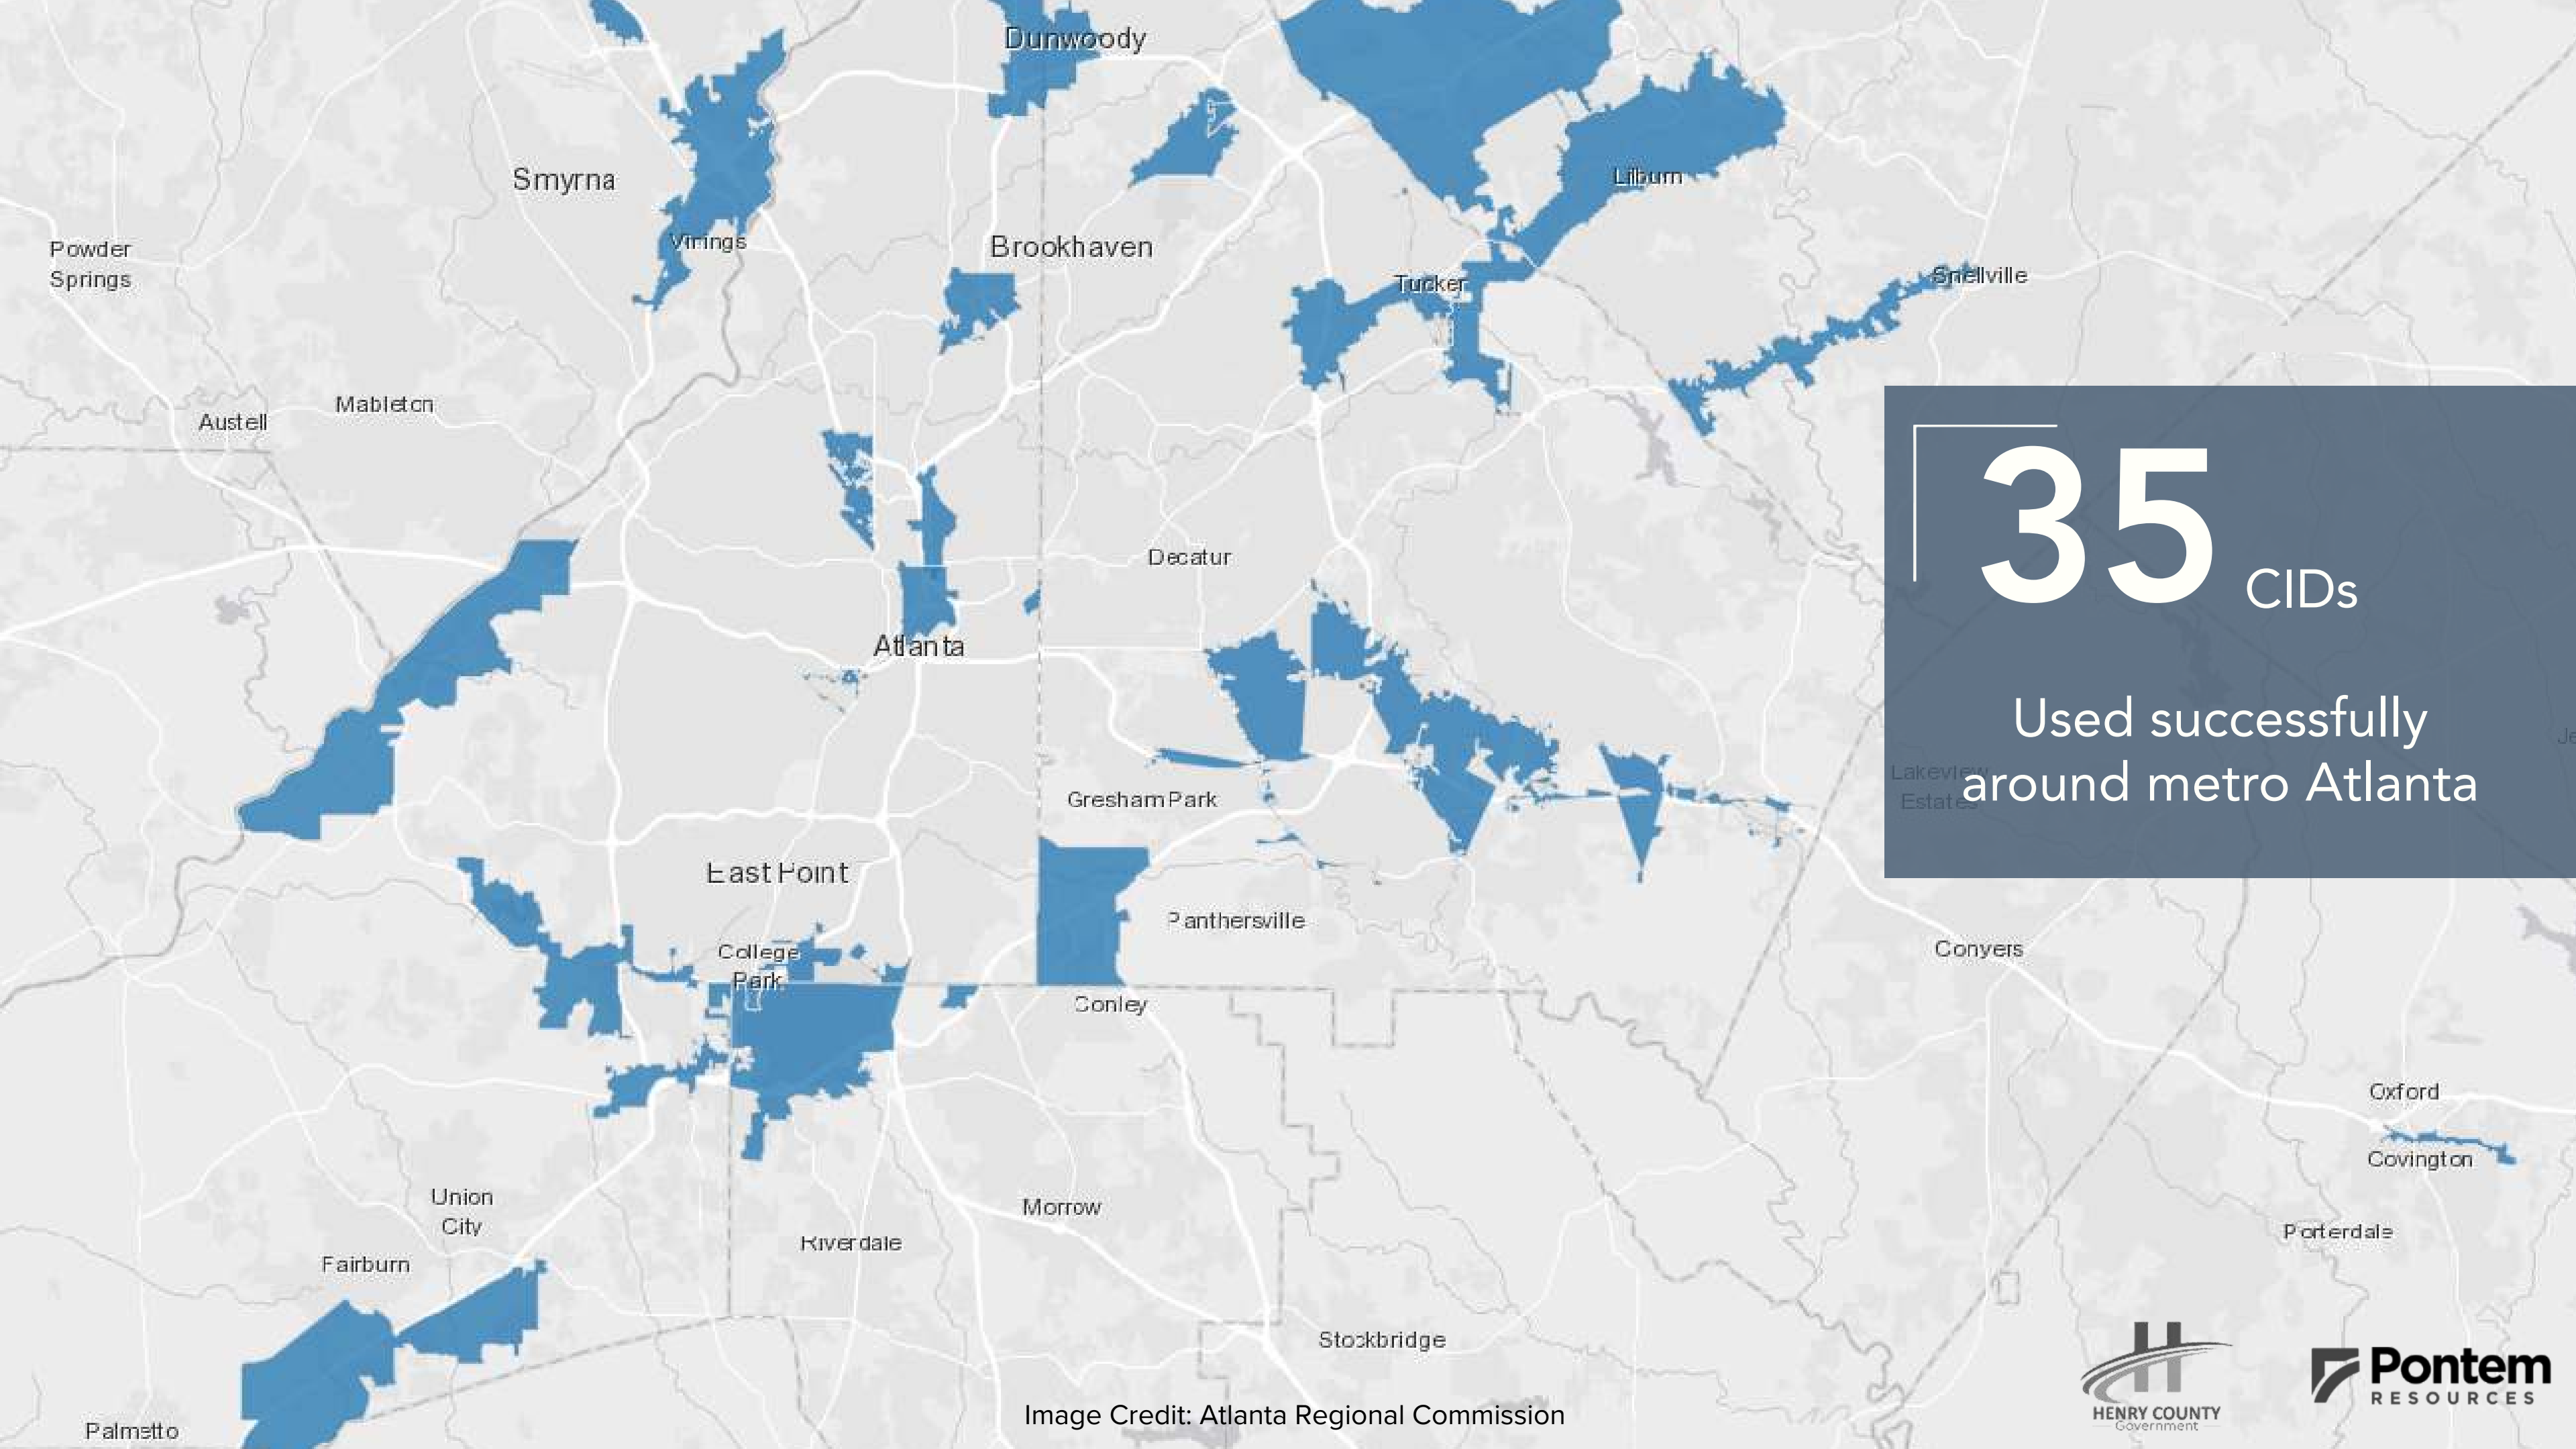 Dunwoody
Smyrna
Lilburn
Vinings
Brookhaven
Powder
Springs
Tucker
Snellville
Mableton
Austell
35 CIDs
Used successfully
around metro Atlanta
Decatur
Atlanta
Lakeview
Estates
Gresham Park
East Point
Panthersville
College
Park
Conyers
Conley
Oxford
Covington
Union
City
Morrow
Porterdale
Riverdale
Fairburn
Stockbridge
Palmetto
Image Credit: Atlanta Regional Commission
HENRY COUNTY
Government
Pontem
RESOURCES